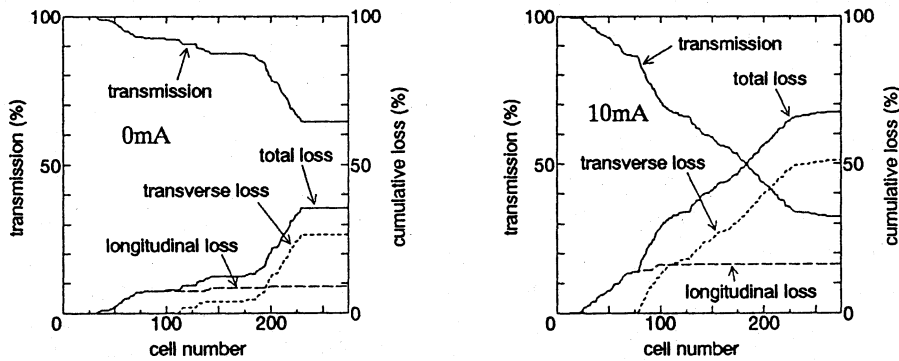 100
100
transmission
0mA
total loss
transverse loss
longitudinal loss
50
50
0
0
0
100
200
transmission (%)
cumulative loss (%)
cell number
100
100
transmission
total loss
10mA
transverse loss
longitudinal loss
50
50
0
0
100
200
transmission (%)
cumulative loss (%)
cell number